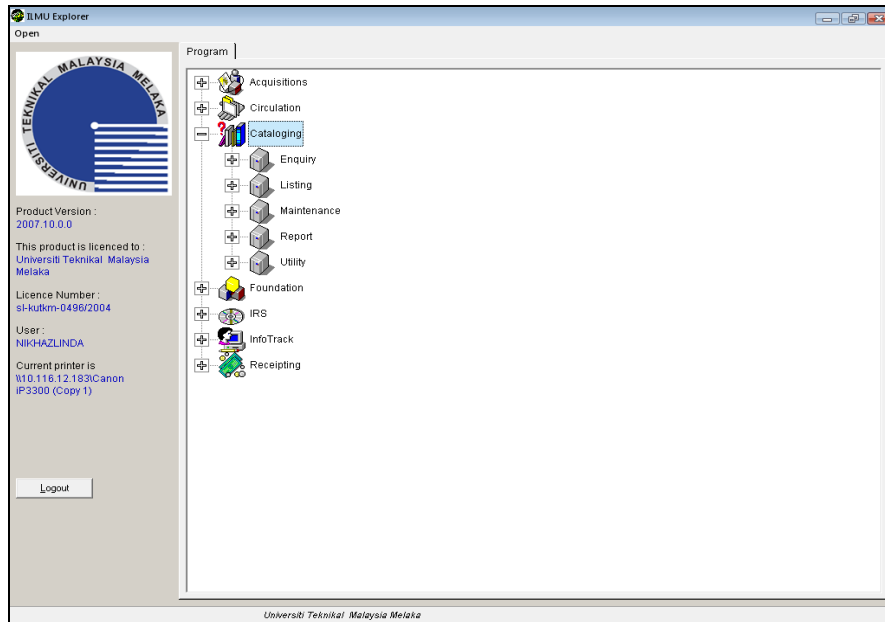 ILMU Explorer
Open
UNIVERSITI TEKNIKAL MALAYSIA MELAKA
Product Version :
2007.10.0.0
This product is licenced to :
Universiti Teknikal Malaysia
Melaka
Licence Number :
sl-kutkm-0496/2004
User :
NIKHAZLINDA
Current printer is
\\10.116.12.183\Canon
iP3300 (Copy 1)
Logout
Program
Acquisitions
Circulation
Cataloging
Enquiry
Listing
Maintenance
Report
Utility
Foundation
IRS
InfoTrack
Receipting
Universiti Teknikal Malaysia Melaka